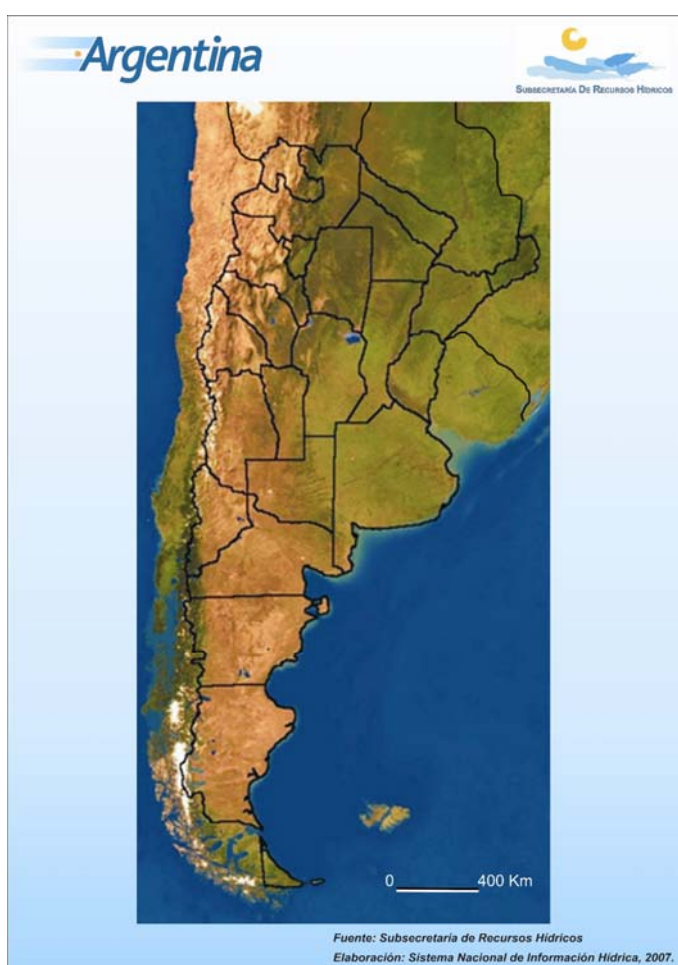 Argentina
SUBSECRETARÍA DE RECURSOS HÍDRICOS
0 400 Km
Fuente: Subsecretaría de Recursos Hídricos
Elaboración: Sistema Nacional de Información Hídrica, 2007.